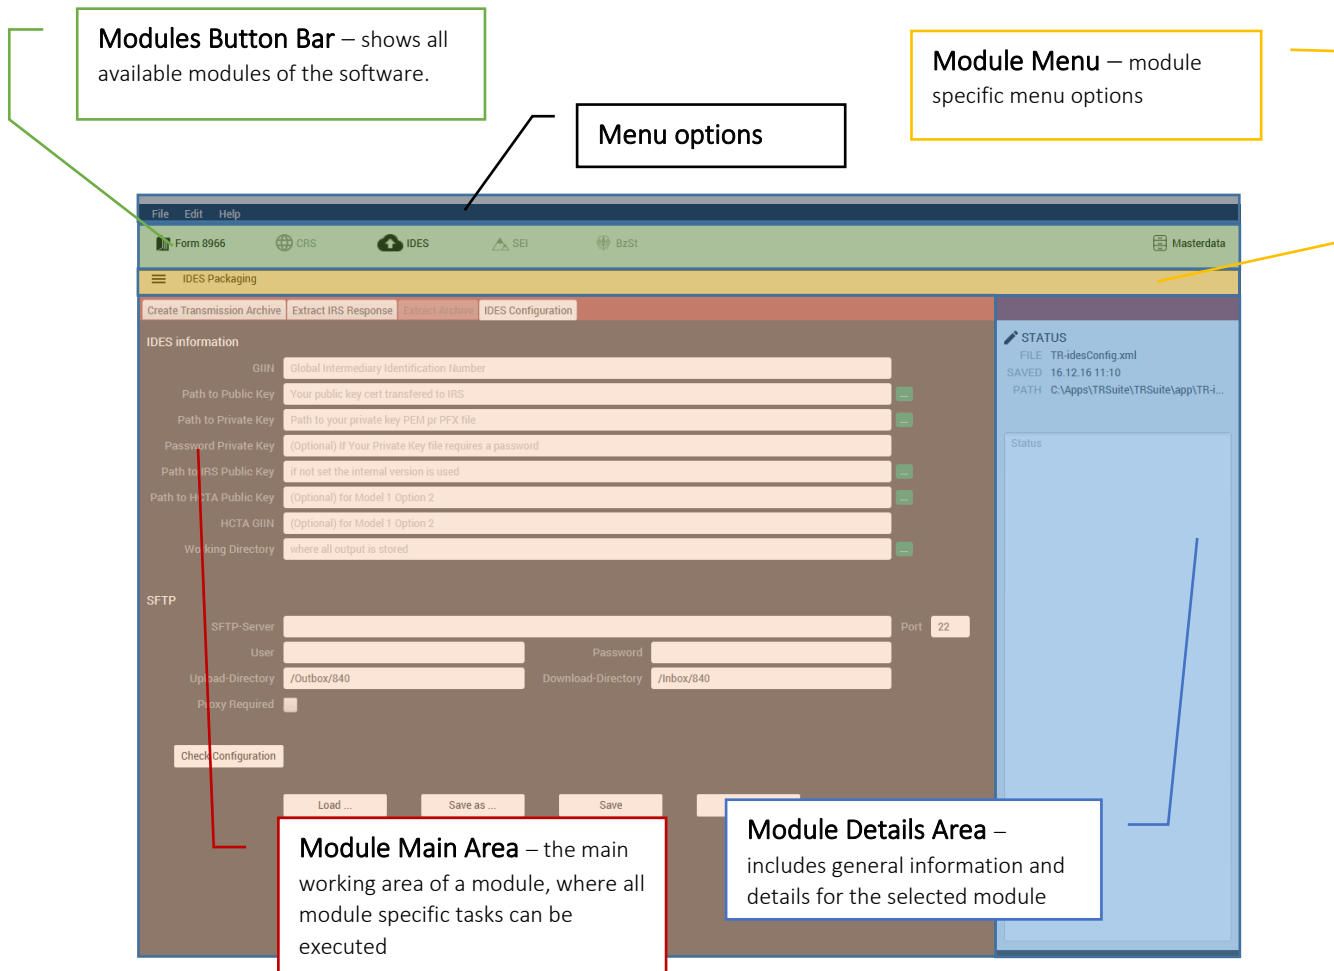 Modules Button Bar – shows all
available modules of the software.
Module Menu – module
specific menu options
Menu options
File Edit Help
Form 8966 CRS IDES SEI BzSt Masterdata
IDES Packaging
Create Transmission Archive Extract IRS Response Extract Archive IDES Configuration
IDES information
GIIN Global Intermediary Identification Number
Path to Public Key Your public key cert transfered to IRS ...
Path to Private Key Path to your private key PEM pr PFX file ...
Password Private Key (Optional) If Your Private Key file requires a password
Path to IRS Public Key if not set the internal version is used ...
Path to HCTA Public Key (Optional) for Model 1 Option 2 ...
HCTA GIIN (Optional) for Model 1 Option 2
Working Directory where all output is stored ...
SFTP
SFTP-Server Port 22
User Password
Upload-Directory /Outbox/840 Download-Directory /Inbox/840
Proxy Required
Check Configuration
Load ... Save as ... Save
STATUS
FILE TR-idesConfig.xml
SAVED 16.12.16 11:10
PATH C:\Apps\TRSuite\TRSuite\app\TR-i...
Status
Module Main Area – the main
working area of a module, where all
module specific tasks can be
executed
Module Details Area –
includes general information and
details for the selected module